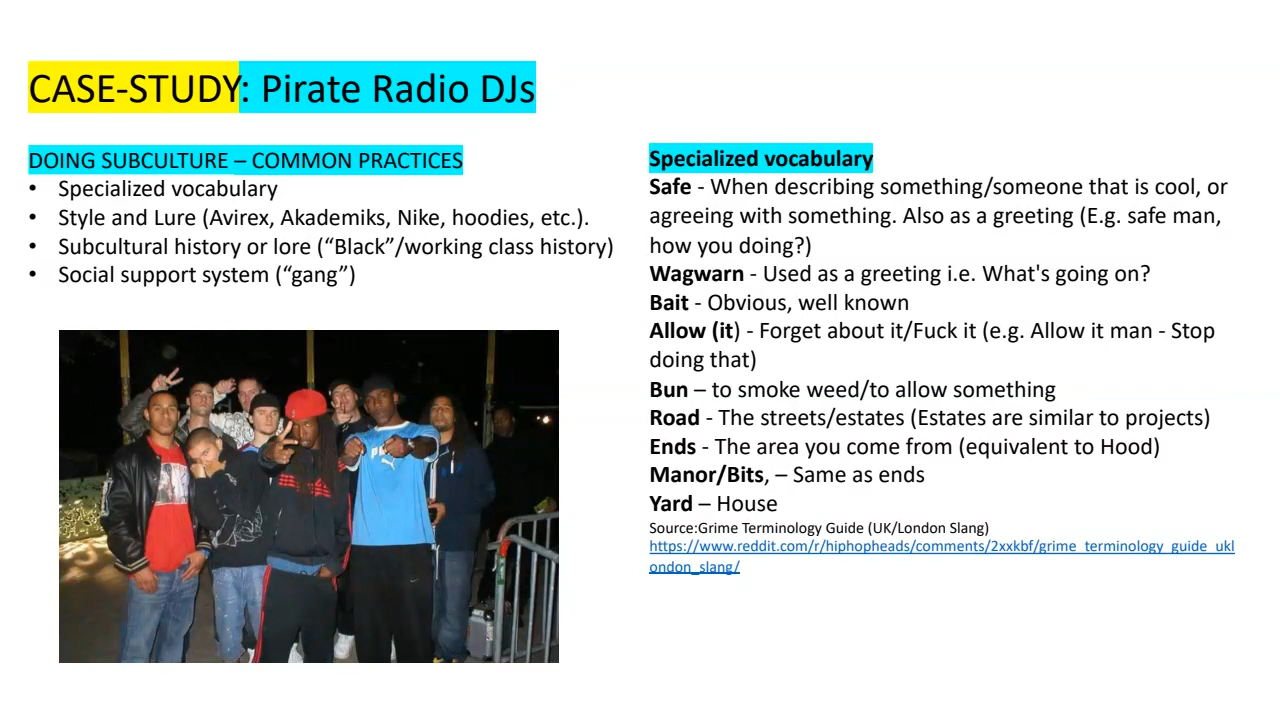 CASE-STUDY: Pirate Radio DJs
DOING SUBCULTURE – COMMON PRACTICES
• Specialized vocabulary
• Style and Lure (Avirex, Akademiks, Nike, hoodies, etc.).
• Subcultural history or lore (“Black”/working class history)
• Social support system (“gang”)
Specialized vocabulary
Safe - When describing something/someone that is cool, or
agreeing with something. Also as a greeting (E.g. safe man,
how you doing?)
Wagwarn - Used as a greeting i.e. What's going on?
Bait - Obvious, well known
Allow (it) - Forget about it/Fuck it (e.g. Allow it man - Stop
doing that)
Bun – to smoke weed/to allow something
Road - The streets/estates (Estates are similar to projects)
Ends - The area you come from (equivalent to Hood)
Manor/Bits, – Same as ends
Yard – House
Source:Grime Terminology Guide (UK/London Slang)
https://www.reddit.com/r/hiphopheads/comments/2xxkbf/grime_terminology_guide_ukl
ondon_slang/